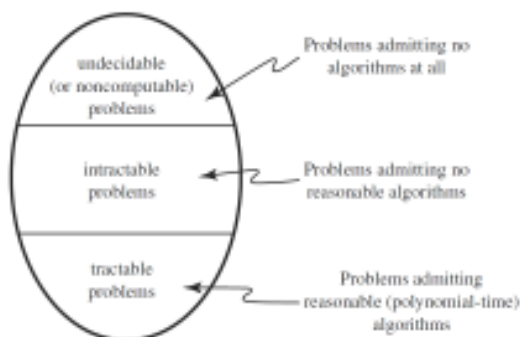 undecidable
(or noncomputable)
problems
Problems admitting no
algorithms at all
intractable
problems
Problems admitting no
reasonable algorithms
tractable
problems
Problems admitting
reasonable (polynomial-time)
algorithms